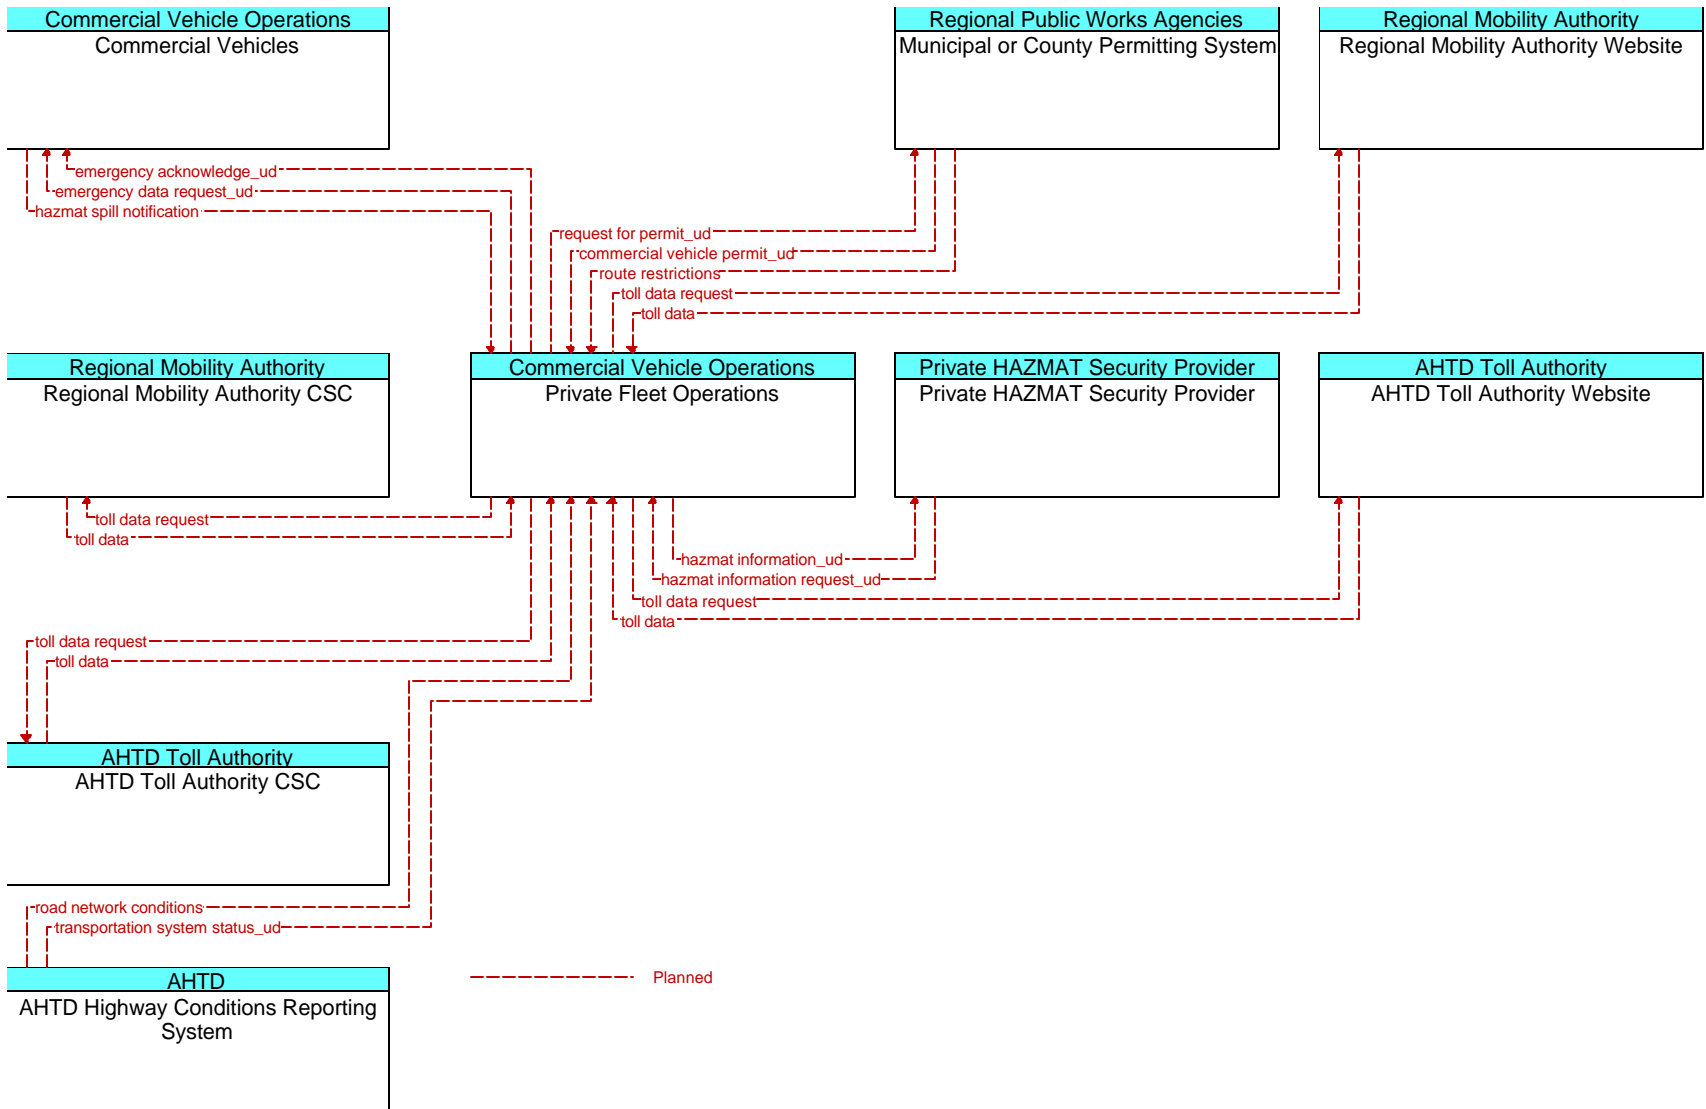 Commercial Vehicle Operations
Commercial Vehicles
Regional Public Works Agencies
Municipal or County Permitting System
Regional Mobility Authority
Regional Mobility Authority Website
emergency acknowledge_ud
emergency data request_ud
hazmat spill notification
request for permit_ud
commercial vehicle permit_ud
route restrictions
toll data request
toll data
Regional Mobility Authority
Regional Mobility Authority CSC
Commercial Vehicle Operations
Private Fleet Operations
Private HAZMAT Security Provider
Private HAZMAT Security Provider
AHTD Toll Authority
AHTD Toll Authority Website
toll data request
toll data
hazmat information_ud
hazmat information request_ud
toll data request
toll data
toll data request
toll data
AHTD Toll Authority
AHTD Toll Authority CSC
road network conditions
transportation system status_ud
AHTD
AHTD Highway Conditions Reporting
System
Planned